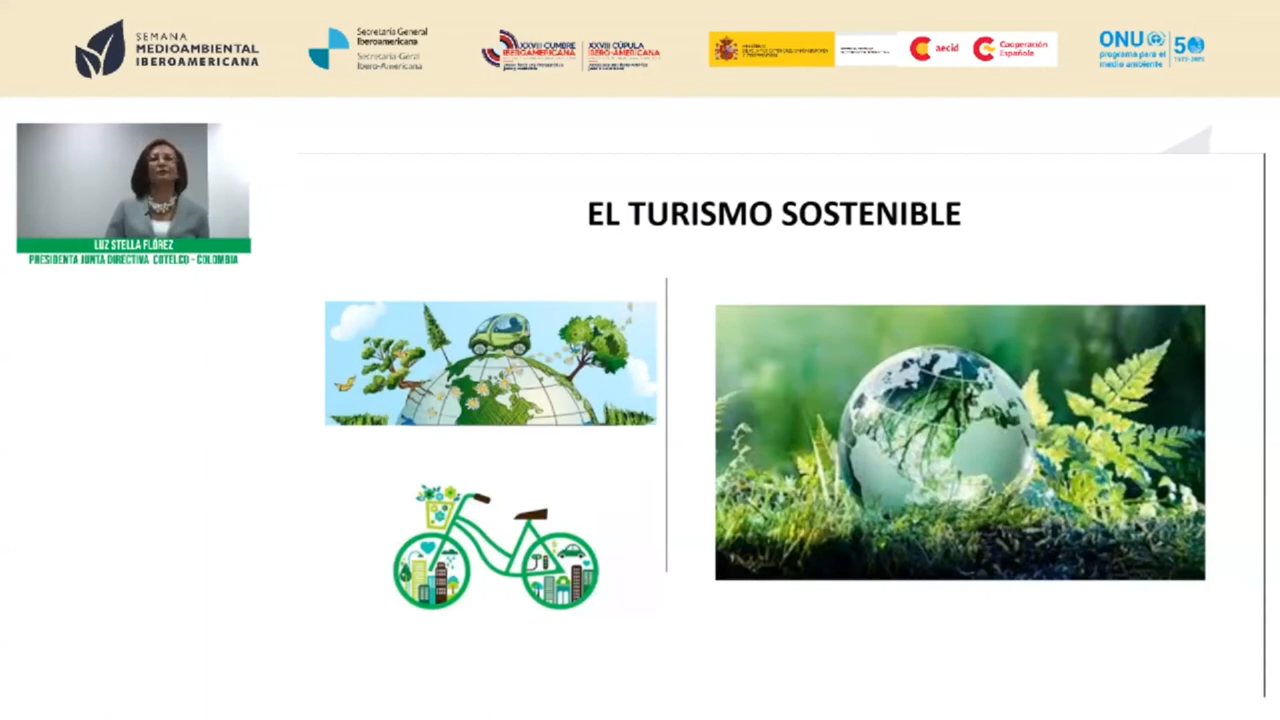 SEMANA
MEDIOAMBIENTAL
IBEROAMERICANA
Secretaría General
Iberoamericana
Secretaria-Geral
Ibero-Americana
XXVIII CUMBRE
IBEROAMERICANA
XXVIII CÚPULA
IBERO-AMERICANA
aecid
Cooperación
Española
ONU
programa para el
medio ambiente
50
1972-2022
LUZ STELLA FLÓREZ
PRESIDENTA JUNTA DIRECTIVA COTELCO - COLOMBIA
EL TURISMO SOSTENIBLE